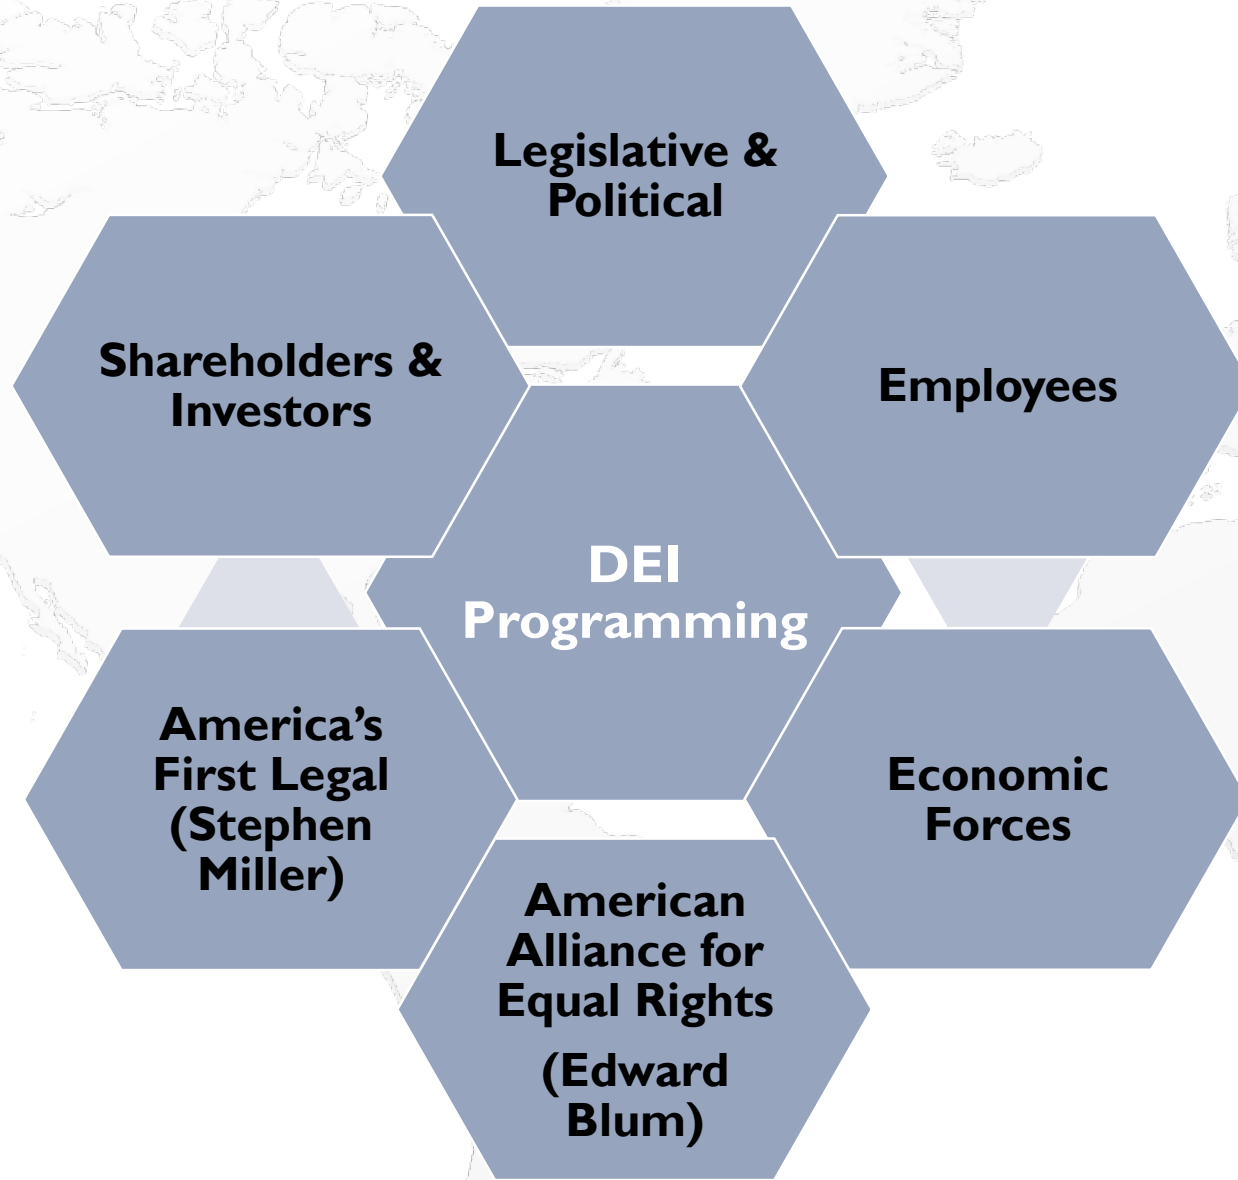 Legislative &
Political
Shareholders &
Investors
Employees
DEI
Programming
America’s
First Legal
(Stephen
Miller)
Economic
Forces
American
Alliance for
Equal Rights
(Edward
Blum)